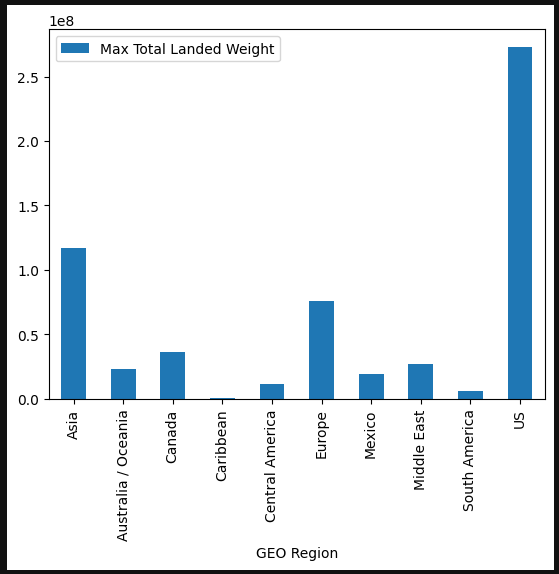 1e8
Max Total Landed Weight
2.5
2.0
1.5
1.0
0.5
0.0
Asia
Australia / Oceania
Canada
Caribbean
Central America
Europe
Mexico
Middle East
South America
US
GEO Region